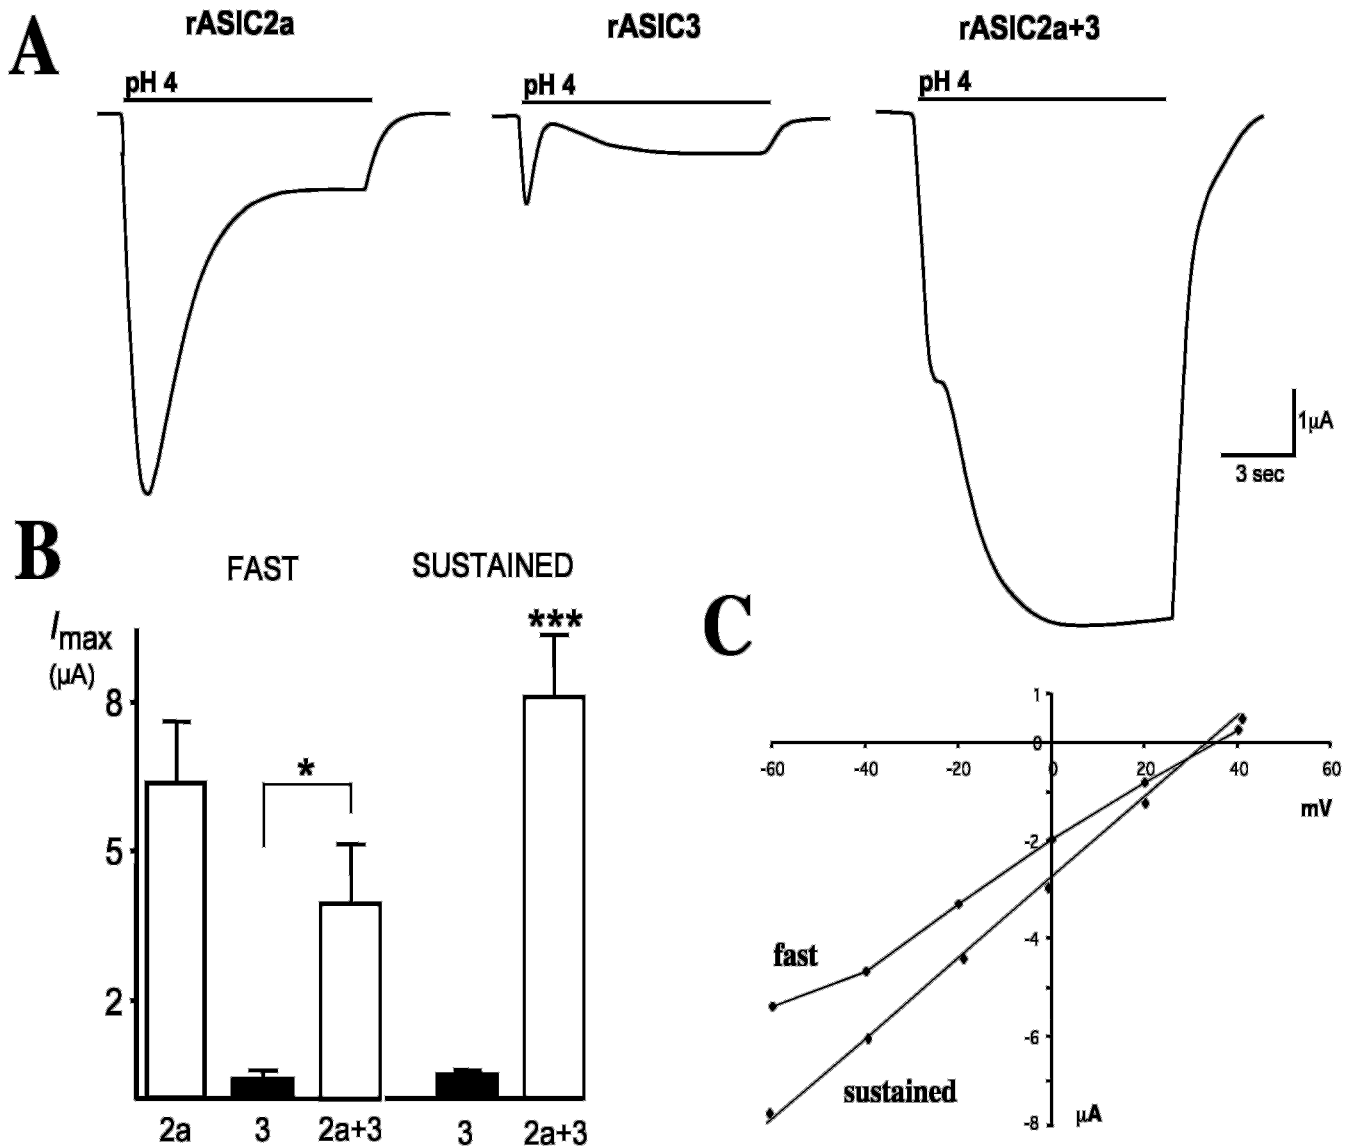 A
rASIC2a
rASIC3
rASIC2a+3
pH 4
pH 4
pH 4
1µA
3 sec
B
FAST
SUSTAINED
Imax
(µA)
8
5
2
*
***
2a
3
2a+3
3
2a+3
C
1
0
-60
-40
-20
0
20
40
60
mV
-2
-4
-6
-8
µA
fast
sustained